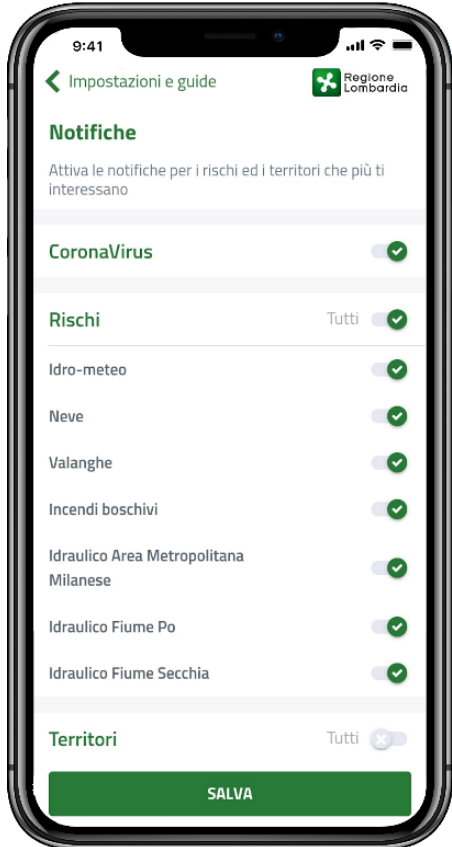 9:41
Impostazioni e guide
Regione
Lombardia
Notifiche
Attiva le notifiche per i rischi ed i territori che più ti
interessano
CoronaVirus
Rischi
Tutti
Idro-meteo
Neve
Valanghe
Incendi boschivi
Idraulico Area Metropolitana
Milanese
Idraulico Fiume Po
Idraulico Fiume Secchia
Territori
Tutti
SALVA